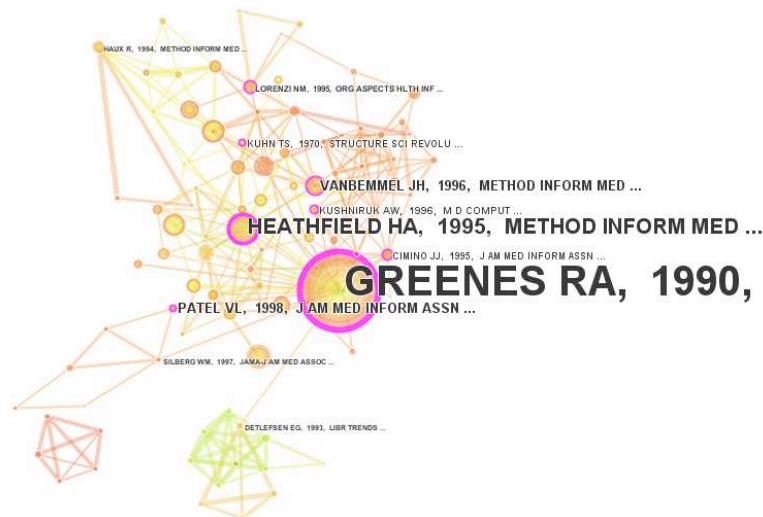 HAUX R, 1994, METHOD INFORM MED ...
LORENZI NM, 1995, ORG ASPECTS HLTH INF ...
KUHN TS, 1970, STRUCTURE SCI REVOLU ...
VANBEMMEL JH, 1996, METHOD INFORM MED ...
KUSHNIRUK AW, 1996, M D COMPUT ...
HEATHFIELD HA, 1995, METHOD INFORM MED ...
CIMINO JJ, 1995, J AM MED INFORM ASSN ...
GREENES RA, 1990,
PATEL VL, 1998, J AM MED INFORM ASSN ...
SILBERG WM, 1997, JAMA-J AM MED ASSOC ...
DETLEFSEN EG, 1993, LIBR TRENDS ...